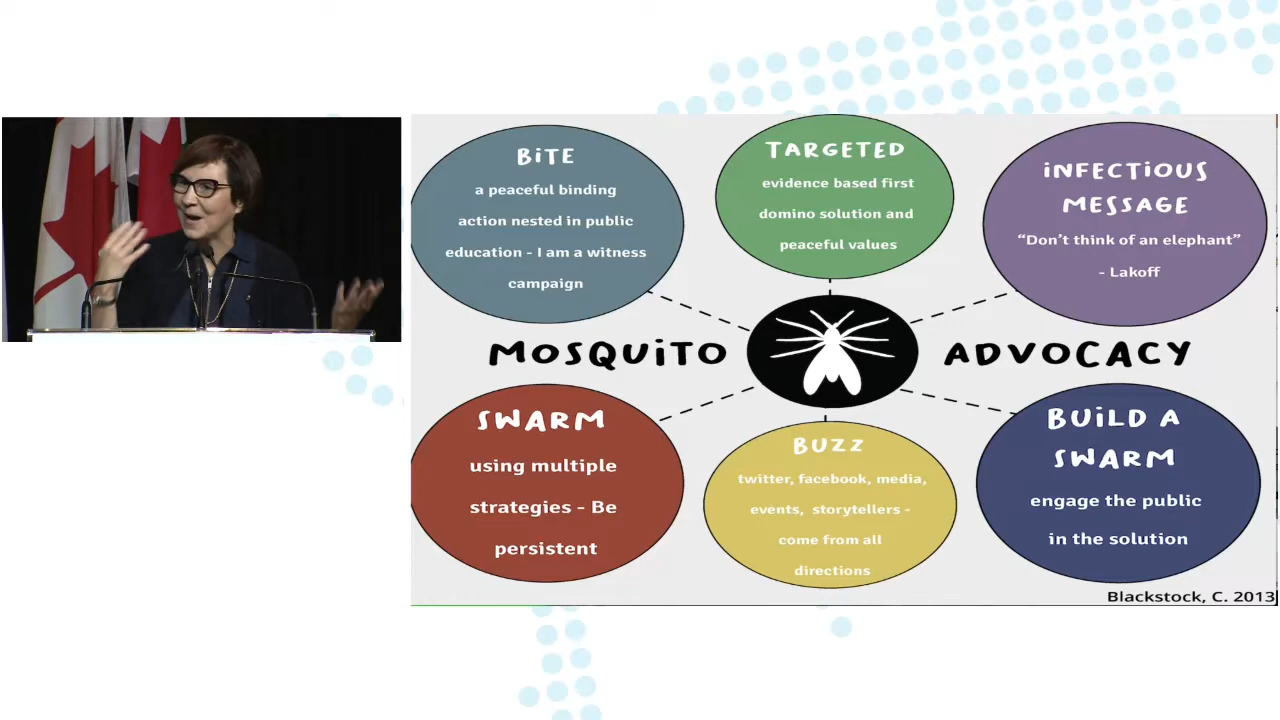 BiTE
a peaceful binding
action nested in public
education - I am a witness
campaign
TARGETED
evidence based first
domino solution and
peaceful values
iNFECTIOUS
MESSAGE
“Don’t think of an elephant”
- Lakoff
MOSQUiTO
ADVOCACY
SWARM
using multiple
strategies - Be
persistent
BUZZ
twitter, facebook, media,
events, storytellers -
come from all
directions
BUiLD A
SWARM
engage the public
in the solution
Blackstock, C. 2013